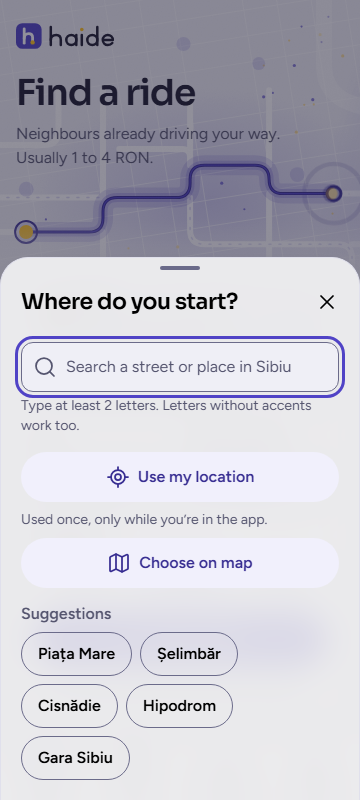 haide
Find a ride
Neighbours already driving your way.
Usually 1 to 4 RON.
Where do you start?
Search a street or place in Sibiu
Type at least 2 letters. Letters without accents
work too.
Use my location
Used once, only while you're in the app.
Choose on map
Suggestions
Piața Mare
Șelimbăr
Cisnădie
Hipodrom
Gara Sibiu